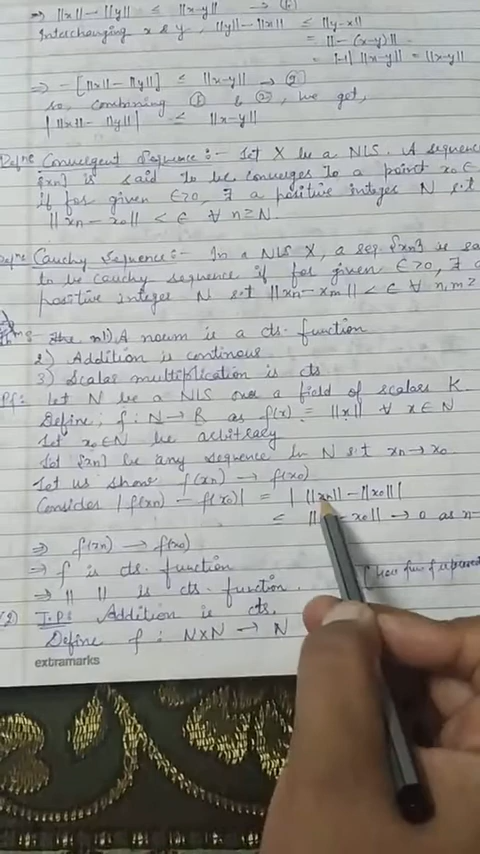 ⇒ ||x|| - ||y|| ≤ ||x-y||
Interchanging x & y, ||y|| - ||x|| ≤ ||y-x||
= || -(x-y)||
= |-1| ||x-y|| = ||x-y||
⇒ -[||x|| - ||y||] ≤ ||x-y|| → ②
so, combining ① & ②, we get,
| ||x|| - ||y|| | ≤ ||x-y||
Define Convergent Sequence :- Let X be a NLS. A sequence
{xn} is said to be converges to a point x0 ∈
if for given ∈>0, ∃ a positive integer N s.t
||xn - x0|| < ∈ ∀ n≥N.
Define Cauchy Sequence :- In a NLS X, a seq. {xn} is sa
to be cauchy sequence if for given ∈>0, ∃ a
positive integer N s.t ||xn - xm|| < ∈ ∀ n, m ≥
1) A norm is a cts. function
2) Addition is continous
3) Scalar multiplication is cts
Pf: Let N be a NLS over a field of scalars K.
Define; f: N → R as f(x) = ||x|| ∀ x ∈ N
Let x0 ∈ N be arbitrary
Let {xn} be any sequence in N s.t xn → x0
Let us show f(xn) → f(x0)
Consider |f(xn) - f(x0)| = | ||xn|| - ||x0|| |
≤ || - x0|| → 0 as n
⇒ f(xn) → f(x0)
⇒ f is cts. function
⇒ || || is cts. function.
(2) T.P: Addition is cts.
Define f : N×N → N
extramarks